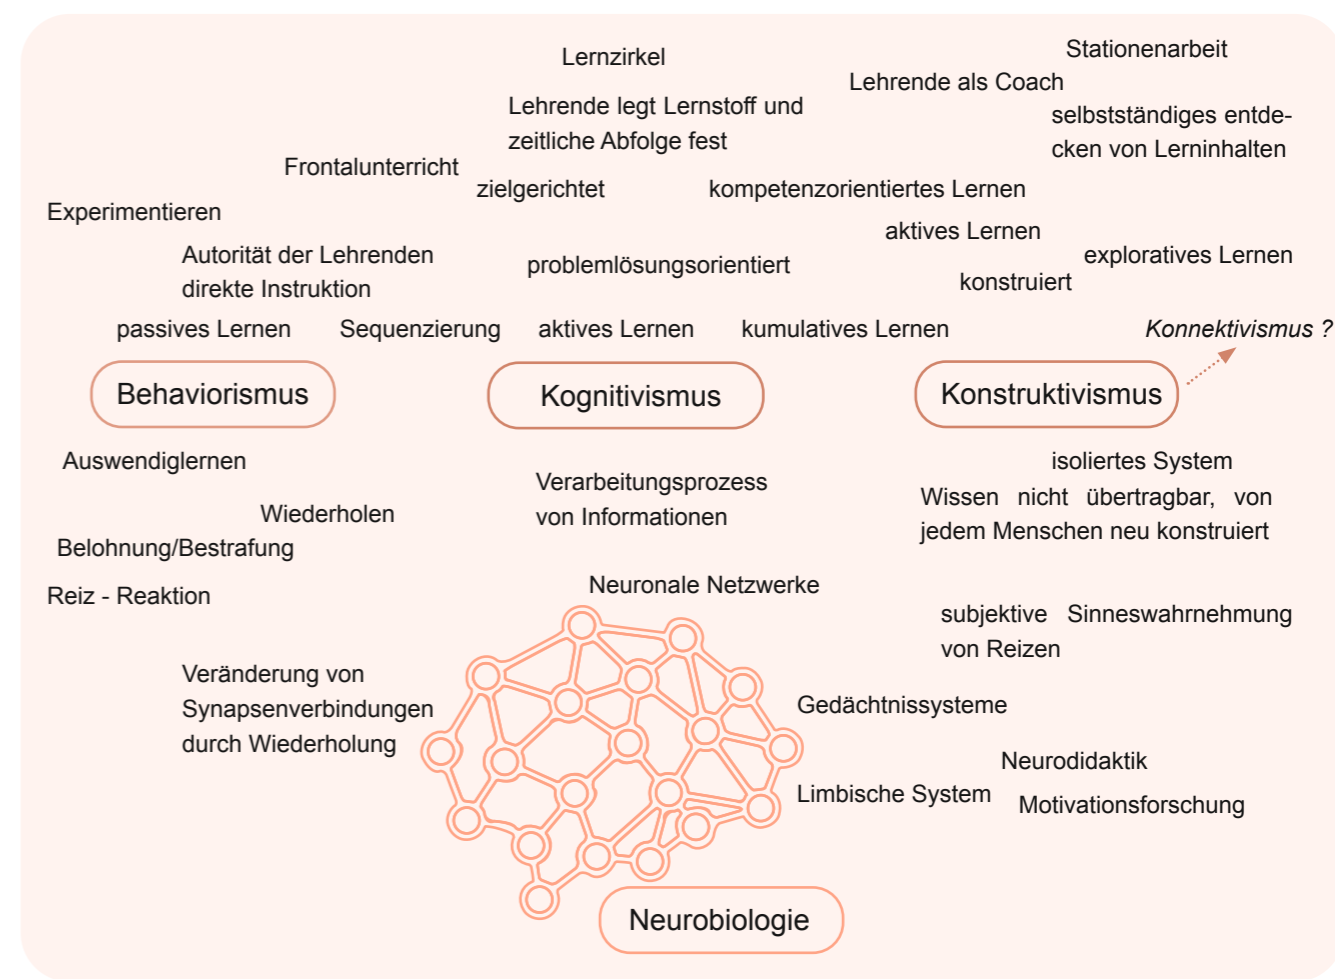 Stationenarbeit
Lernzirkel
Lehrende als Coach
Lehrende legt Lernstoff und
zeitliche Abfolge fest
selbstständiges entde-
cken von Lerninhalten
Frontalunterricht
zielgerichtet
kompetenzorientiertes Lernen
Experimentieren
aktives Lernen
Autorität der Lehrenden
direkte Instruktion
problemlösungsorientiert
exploratives Lernen
konstruiert
passives Lernen
Sequenzierung
aktives Lernen
kumulatives Lernen
Konnektivismus ?
Behaviorismus
Kognitivismus
Konstruktivismus
Auswendiglernen
isoliertes System
Verarbeitungsprozess
von Informationen
Wissen nicht übertragbar, von
jedem Menschen neu konstruiert
Wiederholen
Belohnung/Bestrafung
Reiz - Reaktion
Neuronale Netzwerke
subjektive Sinneswahrnehmung
von Reizen
Veränderung von
Synapsenverbindungen
durch Wiederholung
Gedächtnissysteme
Neurodidaktik
Limbische System
Motivationsforschung
Neurobiologie